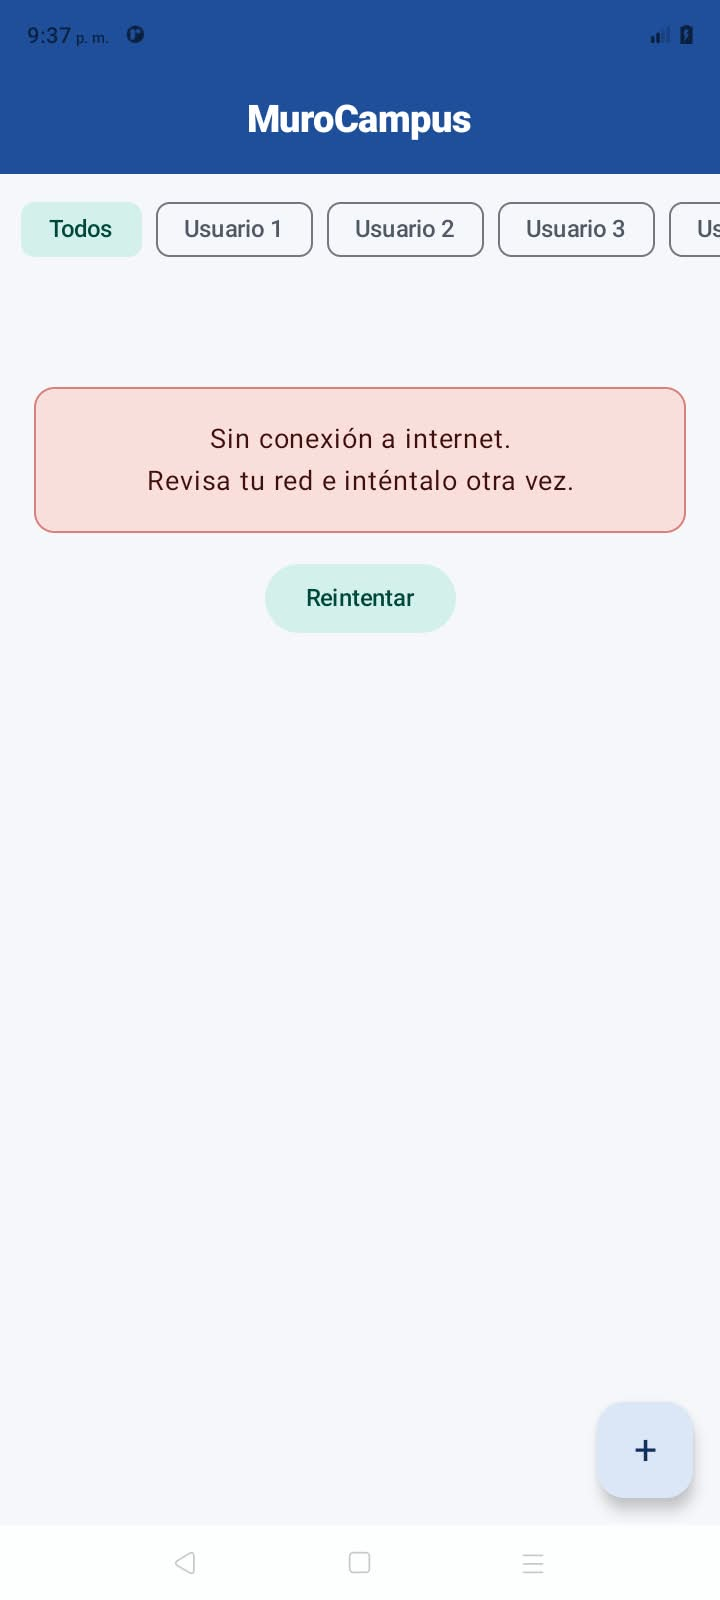 9:37 p. m.
MuroCampus
Todos
Usuario 1
Usuario 2
Usuario 3
Us
Sin conexión a internet.
Revisa tu red e inténtalo otra vez.
Reintentar
+